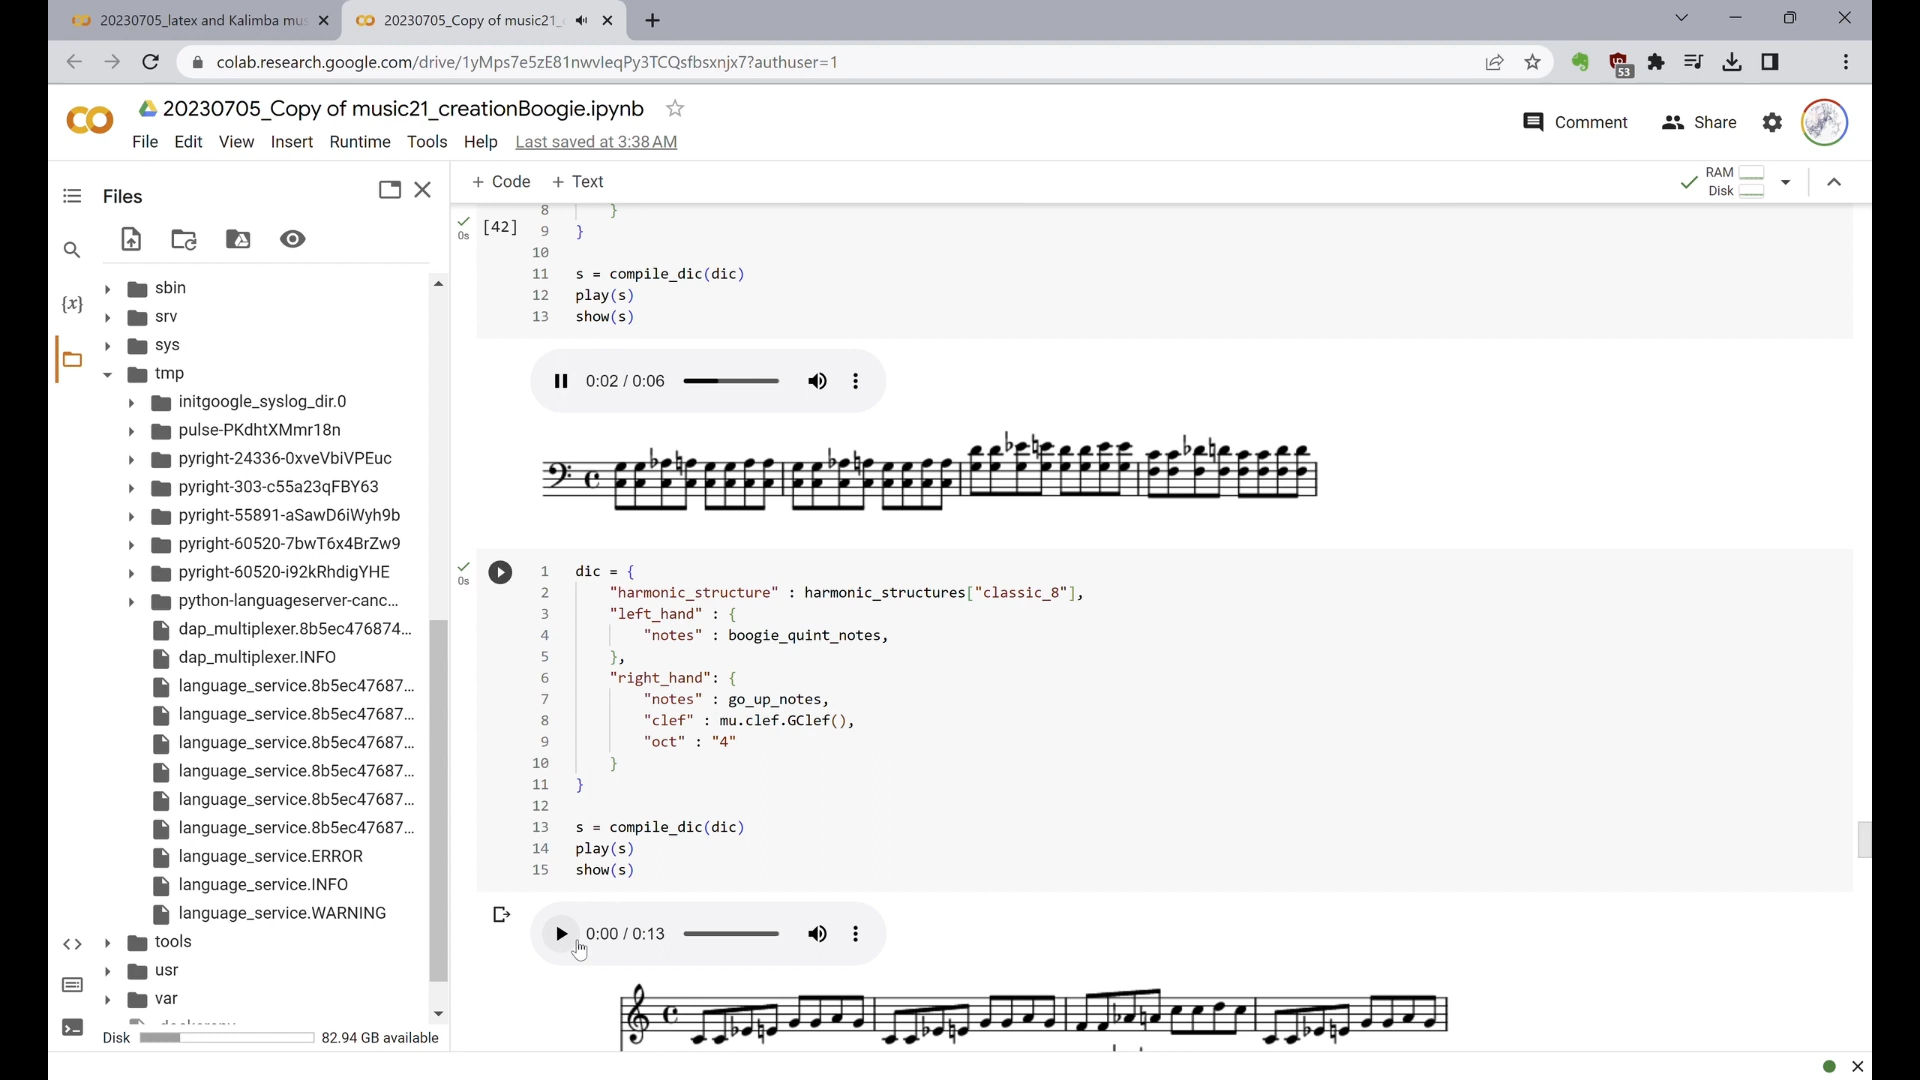 20230705_latex and Kalimba mus
20230705_Copy of music21_c
colab.research.google.com/drive/1yMps7e5zE81nwvleqPy3TCQsfbsxnjx7?authuser=1
53
20230705_Copy of music21_creationBoogie.ipynb
File Edit View Insert Runtime Tools Help Last saved at 3:38 AM
Comment
Share
Files
+ Code + Text
RAM
Disk
{x}
sbin
srv
sys
tmp
initgoogle_syslog_dir.0
pulse-PKdhtXMmr18n
pyright-24336-0xveVbiVPEuc
pyright-303-c55a23qFBY63
pyright-55891-aSawD6iWyh9b
pyright-60520-7bwT6x4BrZw9
pyright-60520-i92kRhdigYHE
python-languageserver-canc...
dap_multiplexer.8b5ec476874...
dap_multiplexer.INFO
language_service.8b5ec47687...
language_service.8b5ec47687...
language_service.8b5ec47687...
language_service.8b5ec47687...
language_service.8b5ec47687...
language_service.8b5ec47687...
language_service.ERROR
language_service.INFO
language_service.WARNING
tools
usr
var
Disk 82.94 GB available
0s
[42]
8 }
9 }
10
11 s = compile_dic(dic)
12 play(s)
13 show(s)
0:02 / 0:06
0s
1 dic = {
2 "harmonic_structure" : harmonic_structures["classic_8"],
3 "left_hand" : {
4 "notes" : boogie_quint_notes,
5 },
6 "right_hand": {
7 "notes" : go_up_notes,
8 "clef" : mu.clef.GClef(),
9 "oct" : "4"
10 }
11 }
12
13 s = compile_dic(dic)
14 play(s)
15 show(s)
0:00 / 0:13